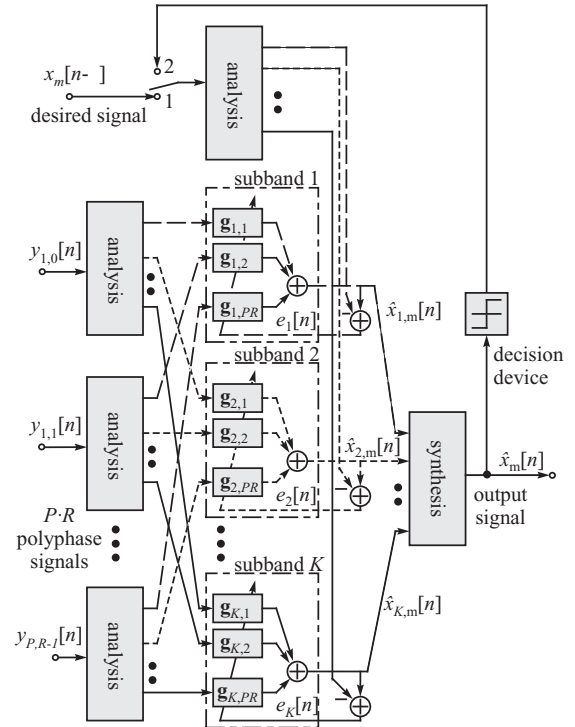 x_m[n- ]
desired signal
2
1
analysis
subband 1
y_{1,0}[n]
analysis
g_{1,1}
g_{1,2}
g_{1,PR}
e_1[n]
x̂_{1,m}[n]
decision
device
subband 2
y_{1,1}[n]
analysis
g_{2,1}
g_{2,2}
g_{2,PR}
e_2[n]
x̂_{2,m}[n]
synthesis
x̂_m[n]
output
signal
P·R
polyphase
signals
subband K
y_{P,R-1}[n]
analysis
g_{K,1}
g_{K,2}
g_{K,PR}
e_K[n]
x̂_{K,m}[n]